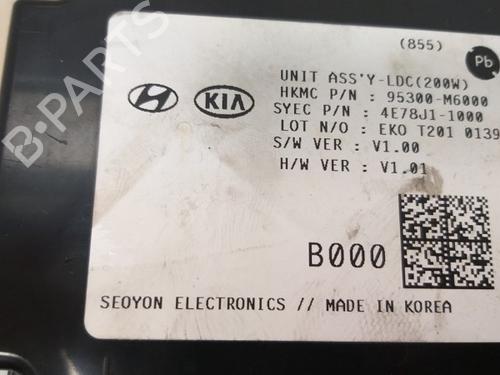 (855)
Pb
UNIT ASS'Y-LDC(200W)
HKMC P/N : 95300-M6000
SYEC P/N : 4E78J1-1000
LOT N/O : EKO T201 0139
S/W VER : V1.00
H/W VER : V1.01
KIA
B000
SEOYON ELECTRONICS // MADE IN KOREA
B-PARTS